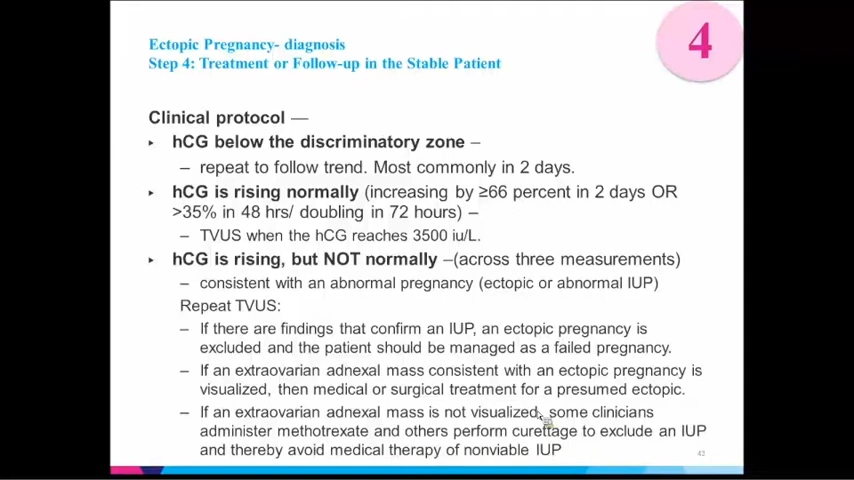 Ectopic Pregnancy- diagnosis
Step 4: Treatment or Follow-up in the Stable Patient
4
Clinical protocol —
▸ hCG below the discriminatory zone –
– repeat to follow trend. Most commonly in 2 days.
▸ hCG is rising normally (increasing by ≥66 percent in 2 days OR
>35% in 48 hrs/ doubling in 72 hours) –
– TVUS when the hCG reaches 3500 iu/L.
▸ hCG is rising, but NOT normally –(across three measurements)
– consistent with an abnormal pregnancy (ectopic or abnormal IUP)
Repeat TVUS:
– If there are findings that confirm an IUP, an ectopic pregnancy is
excluded and the patient should be managed as a failed pregnancy.
– If an extraovarian adnexal mass consistent with an ectopic pregnancy is
visualized, then medical or surgical treatment for a presumed ectopic.
– If an extraovarian adnexal mass is not visualized, some clinicians
administer methotrexate and others perform curettage to exclude an IUP
and thereby avoid medical therapy of nonviable IUP
43